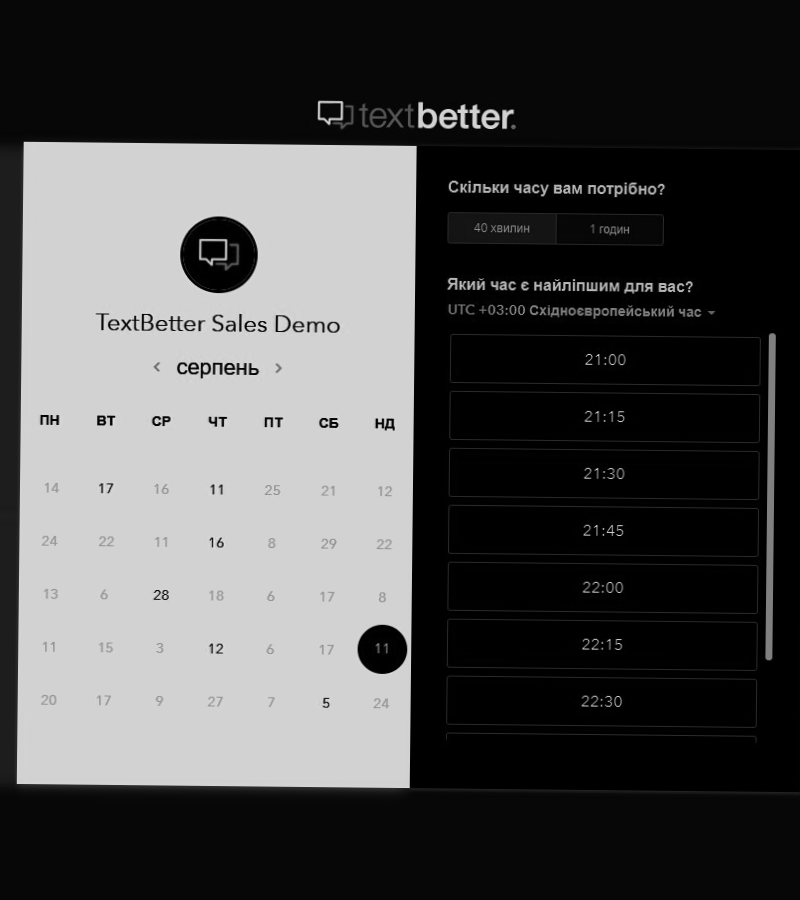 textbetter.
TextBetter Sales Demo
серпень
ПН ВТ СР ЧТ ПТ СБ НД
14 17 16 11 25 21 12
24 22 11 16 8 29 22
13 6 28 18 6 17 8
11 15 3 12 6 17 11
20 17 9 27 7 5 24
Скільки часу вам потрібно?
40 хвилин 1 годин
Який час є найліпшим для вас?
UTC +03:00 Східноєвропейський час
21:00
21:15
21:30
21:45
22:00
22:15
22:30